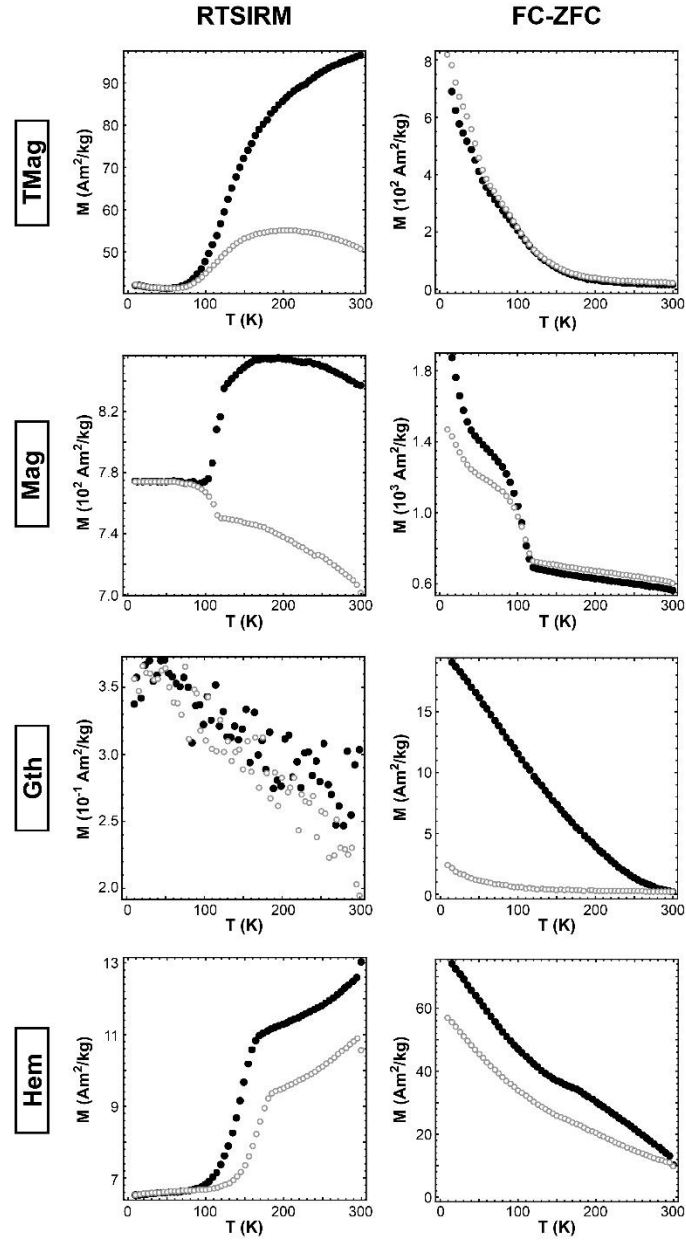 RTSIRM FC-ZFC
TMag
M (Am²/kg)
90
80
70
60
50
0 100 200 300
T (K)
M (10² Am²/kg)
8
6
4
2
0
0 100 200 300
T (K)
Mag
M (10² Am²/kg)
8.2
7.8
7.4
7.0
0 100 200 300
T (K)
M (10³ Am²/kg)
1.8
1.4
1.0
0.6
0 100 200 300
T (K)
Gth
M (10⁻¹ Am²/kg)
3.5
3.0
2.5
2.0
0 100 200 300
T (K)
M (Am²/kg)
15
10
5
0
0 100 200 300
T (K)
Hem
M (Am²/kg)
13
11
9
7
0 100 200 300
T (K)
M (Am²/kg)
60
40
20
0
0 100 200 300
T (K)